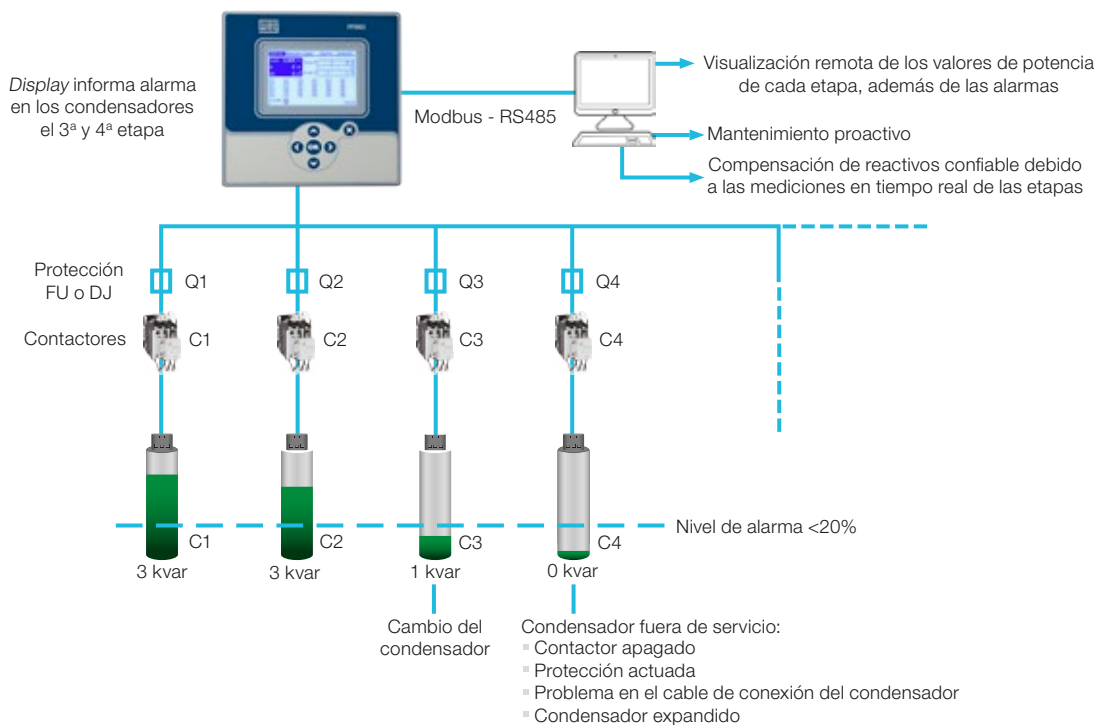 Display informa alarma
en los condensadores
el 3ª y 4ª etapa
Modbus - RS485
Visualización remota de los valores de potencia
de cada etapa, además de las alarmas
Mantenimiento proactivo
Compensación de reactivos confiable debido
a las mediciones en tiempo real de las etapas
Protección
FU o DJ
Q1
Q2
Q3
Q4
Contactores
C1
C2
C3
C4
Nivel de alarma <20%
C1
C2
C3
C4
3 kvar
3 kvar
1 kvar
0 kvar
Cambio del
condensador
Condensador fuera de servicio:
Contactor apagado
Protección actuada
Problema en el cable de conexión del condensador
Condensador expandido